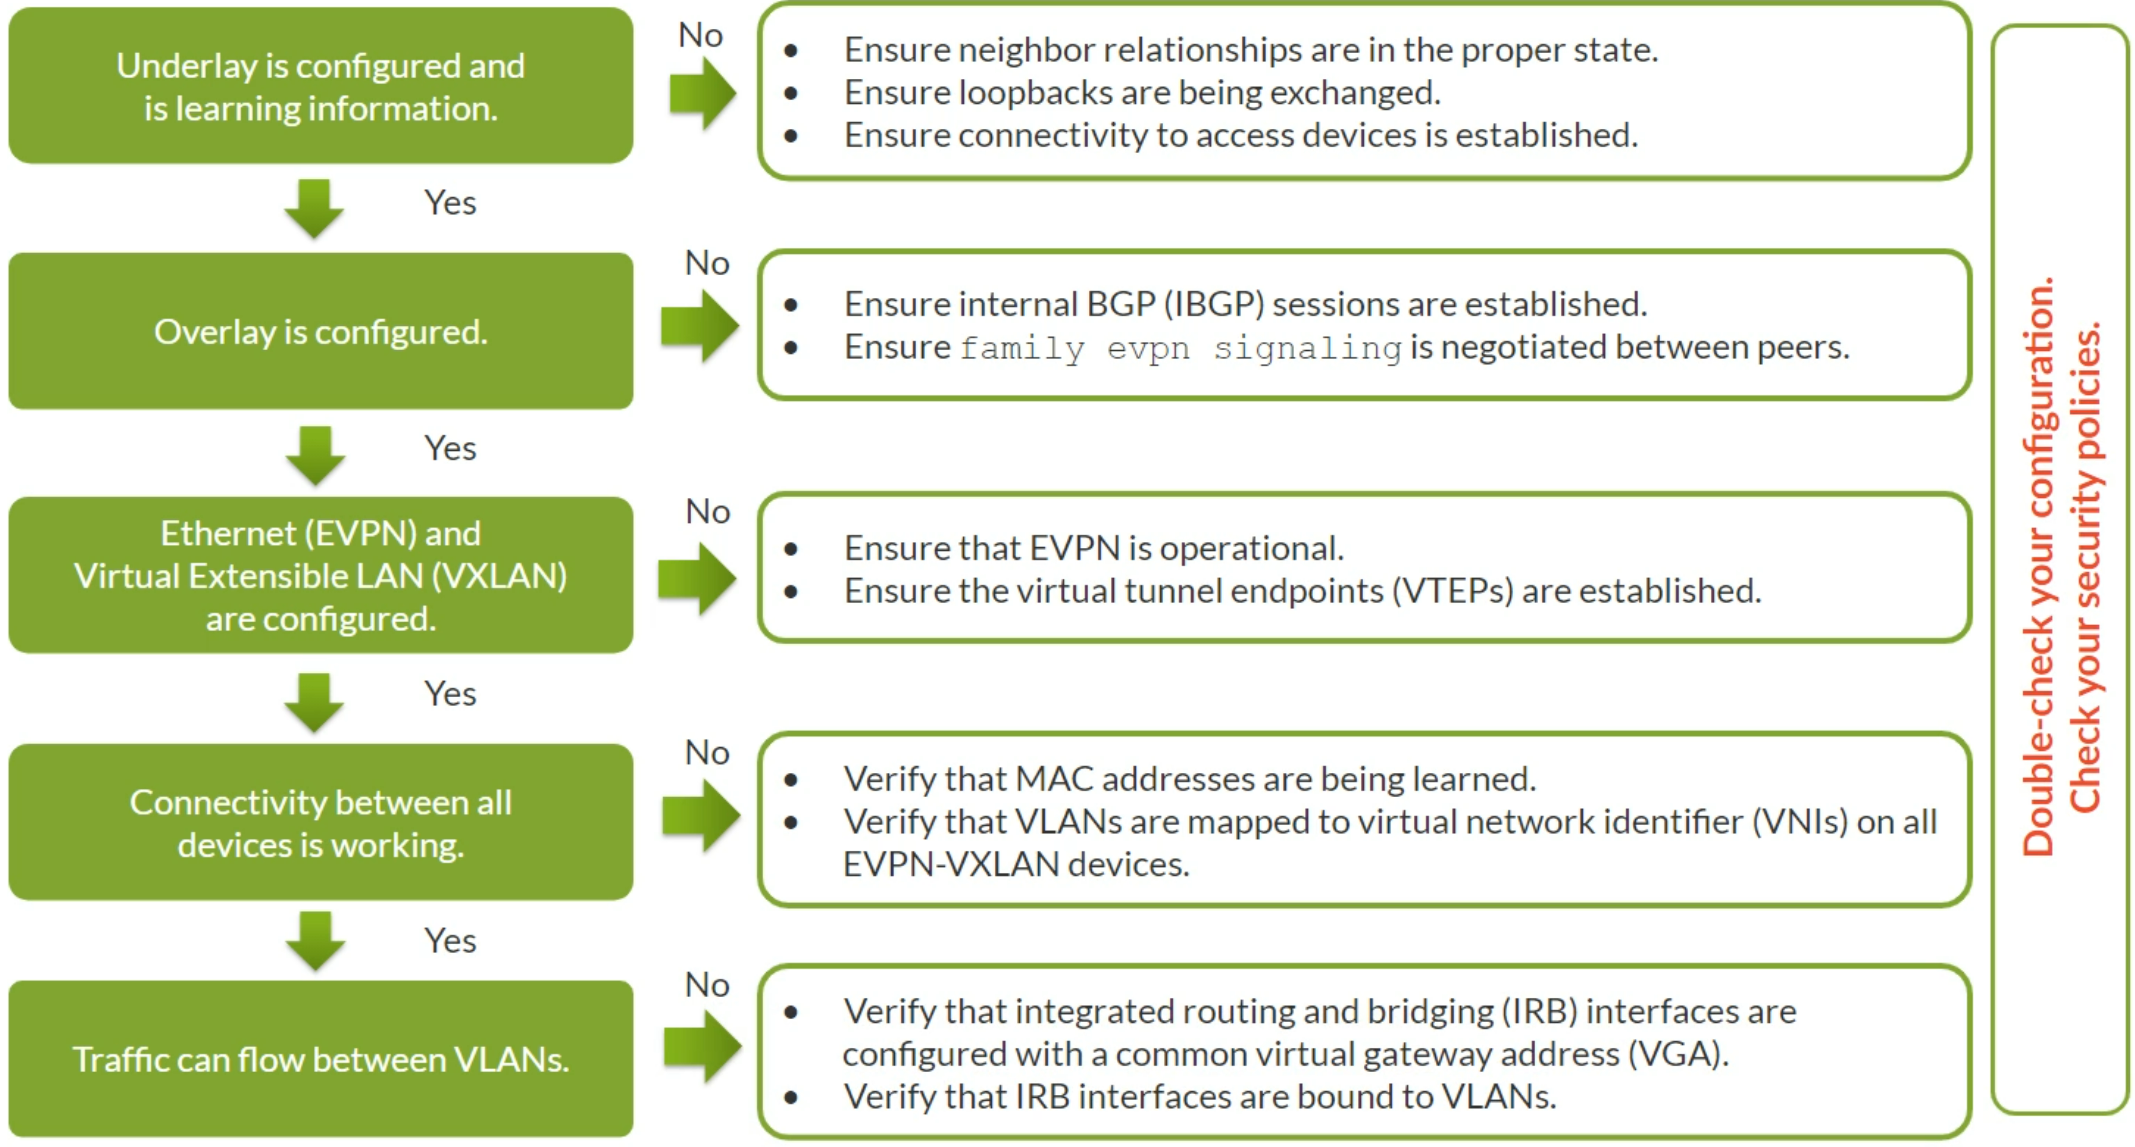 Underlay is configured and
is learning information.
No
• Ensure neighbor relationships are in the proper state.
• Ensure loopbacks are being exchanged.
• Ensure connectivity to access devices is established.
Yes
Overlay is configured.
No
• Ensure internal BGP (IBGP) sessions are established.
• Ensure family evpn signaling is negotiated between peers.
Yes
Ethernet (EVPN) and
Virtual Extensible LAN (VXLAN)
are configured.
No
• Ensure that EVPN is operational.
• Ensure the virtual tunnel endpoints (VTEPs) are established.
Yes
Connectivity between all
devices is working.
No
• Verify that MAC addresses are being learned.
• Verify that VLANs are mapped to virtual network identifier (VNIs) on all
EVPN-VXLAN devices.
Yes
Traffic can flow between VLANs.
No
• Verify that integrated routing and bridging (IRB) interfaces are
configured with a common virtual gateway address (VGA).
• Verify that IRB interfaces are bound to VLANs.
Double-check your configuration.
Check your security policies.